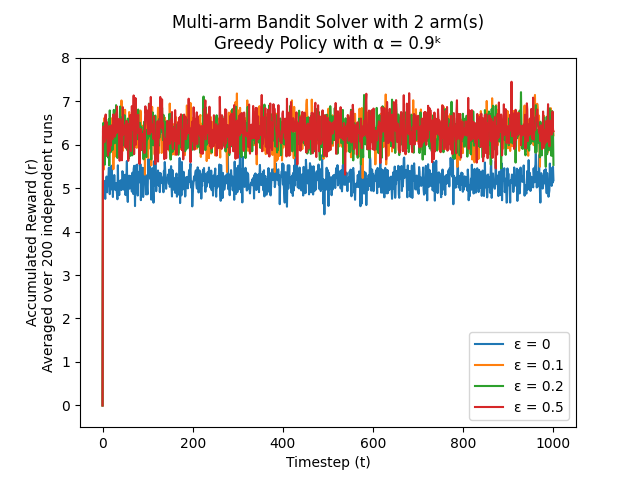 Multi-arm Bandit Solver with 2 arm(s)
Greedy Policy with α = 0.9ᵏ
Accumulated Reward (r)
Averaged over 200 independent runs
8
7
6
5
4
3
2
1
0
0 200 400 600 800 1000
Timestep (t)
ε = 0
ε = 0.1
ε = 0.2
ε = 0.5